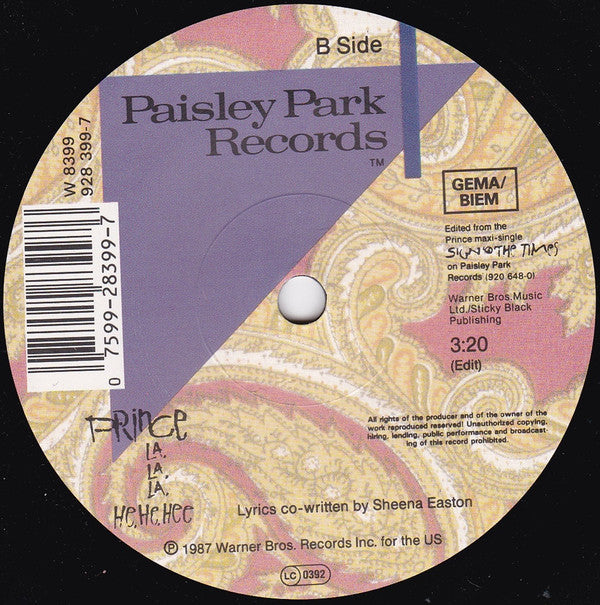 B Side
Paisley Park
Records
TM
W 8399
928 399-7
0 7599-28399-7
GEMA/
BIEM
Edited from the
Prince maxi-single
SIGN "☮" THE TIMES
on Paisley Park
Records (920 648-0)
Warner Bros. Music
Ltd./Sticky Black
Publishing
3:20
(Edit)
All rights of the producer and of the owner of the
work reproduced reserved! Unauthorized copying,
hiring, lending, public performance and broadcast-
ing of this record prohibited.
PRINCE
LA,
LA,
LA,
HE, HE, HEE
Lyrics co-written by Sheena Easton
℗ 1987 Warner Bros. Records Inc. for the US
LC 0392